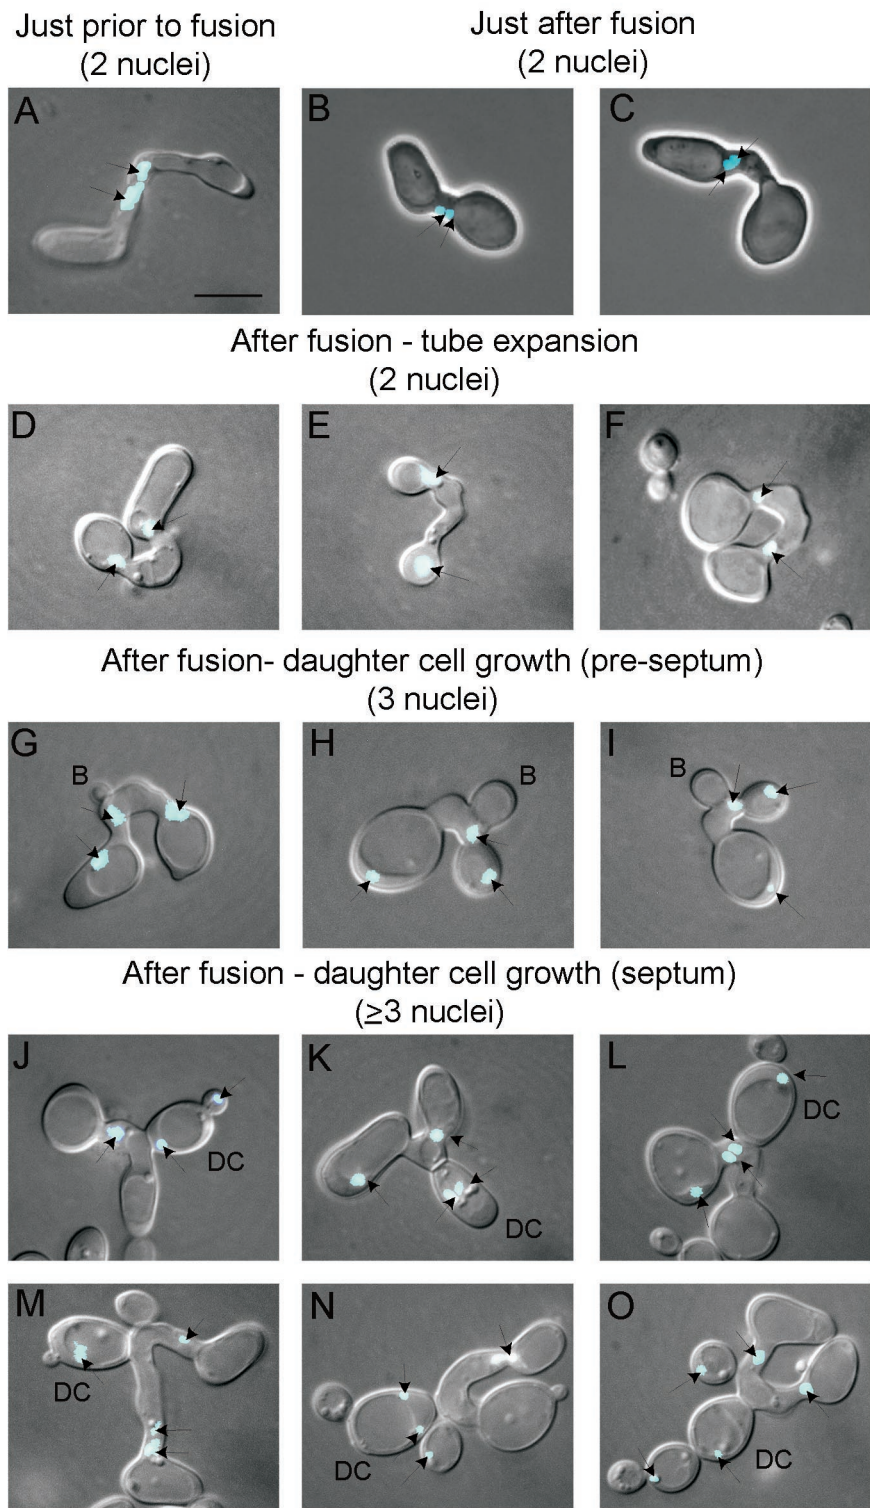 Just prior to fusion
(2 nuclei)
Just after fusion
(2 nuclei)
A
B
C
After fusion - tube expansion
(2 nuclei)
D
E
F
After fusion- daughter cell growth (pre-septum)
(3 nuclei)
G
B
H
B
I
B
After fusion - daughter cell growth (septum)
(≥3 nuclei)
J
DC
K
DC
L
DC
M
DC
N
DC
O
DC